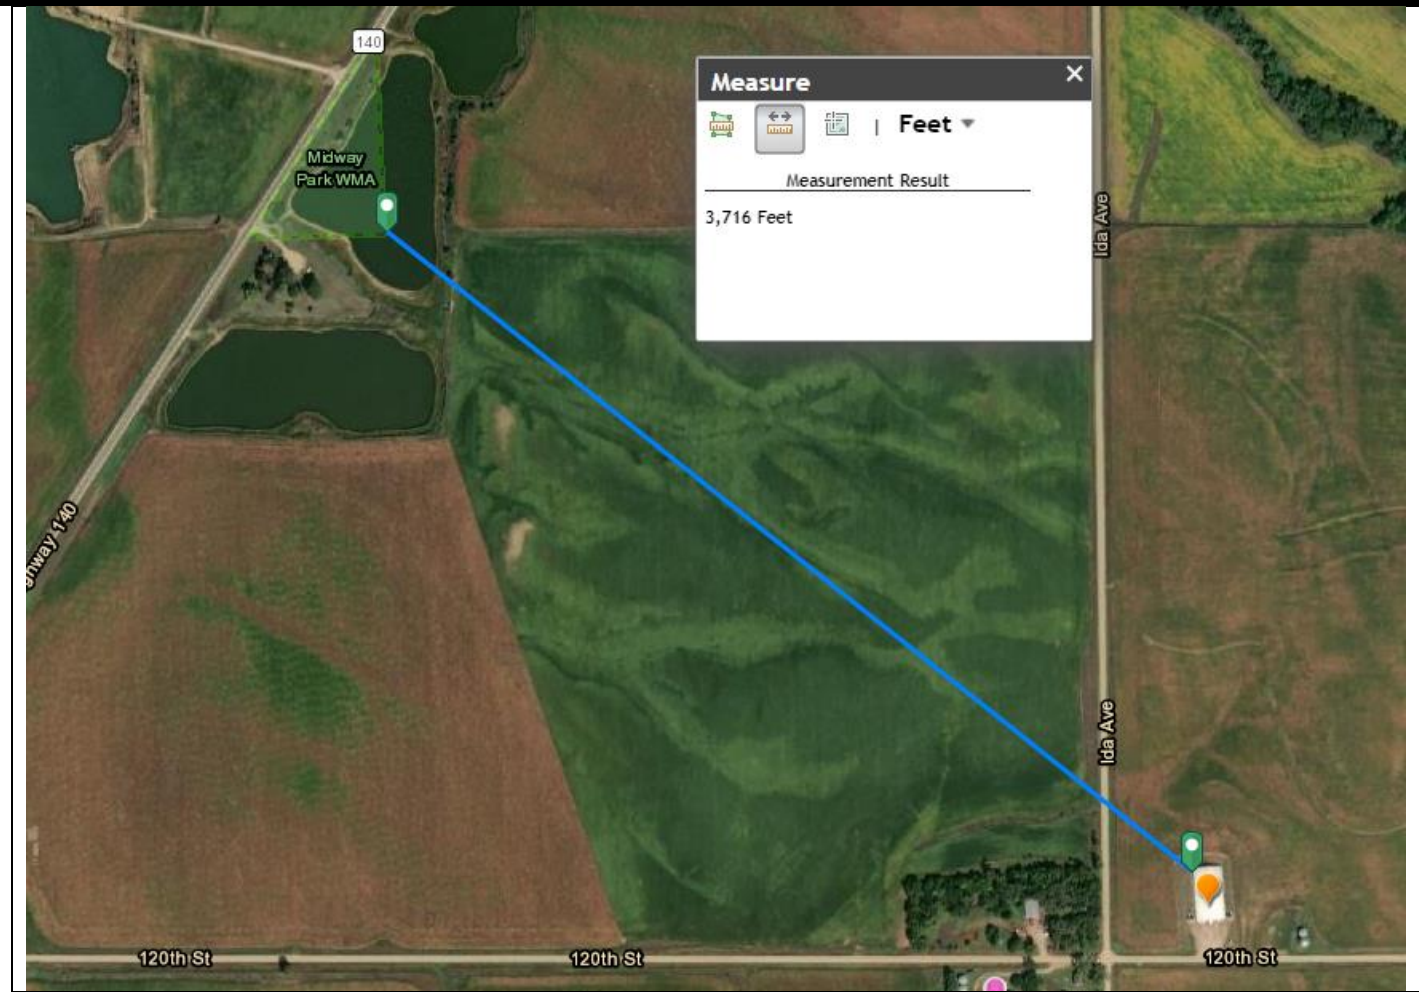 140
Measure
Feet
Measurement Result
3,716 Feet
Midway
Park WMA
Ida Ave
ghway 140
Ida Ave
120th St
120th St
120th St